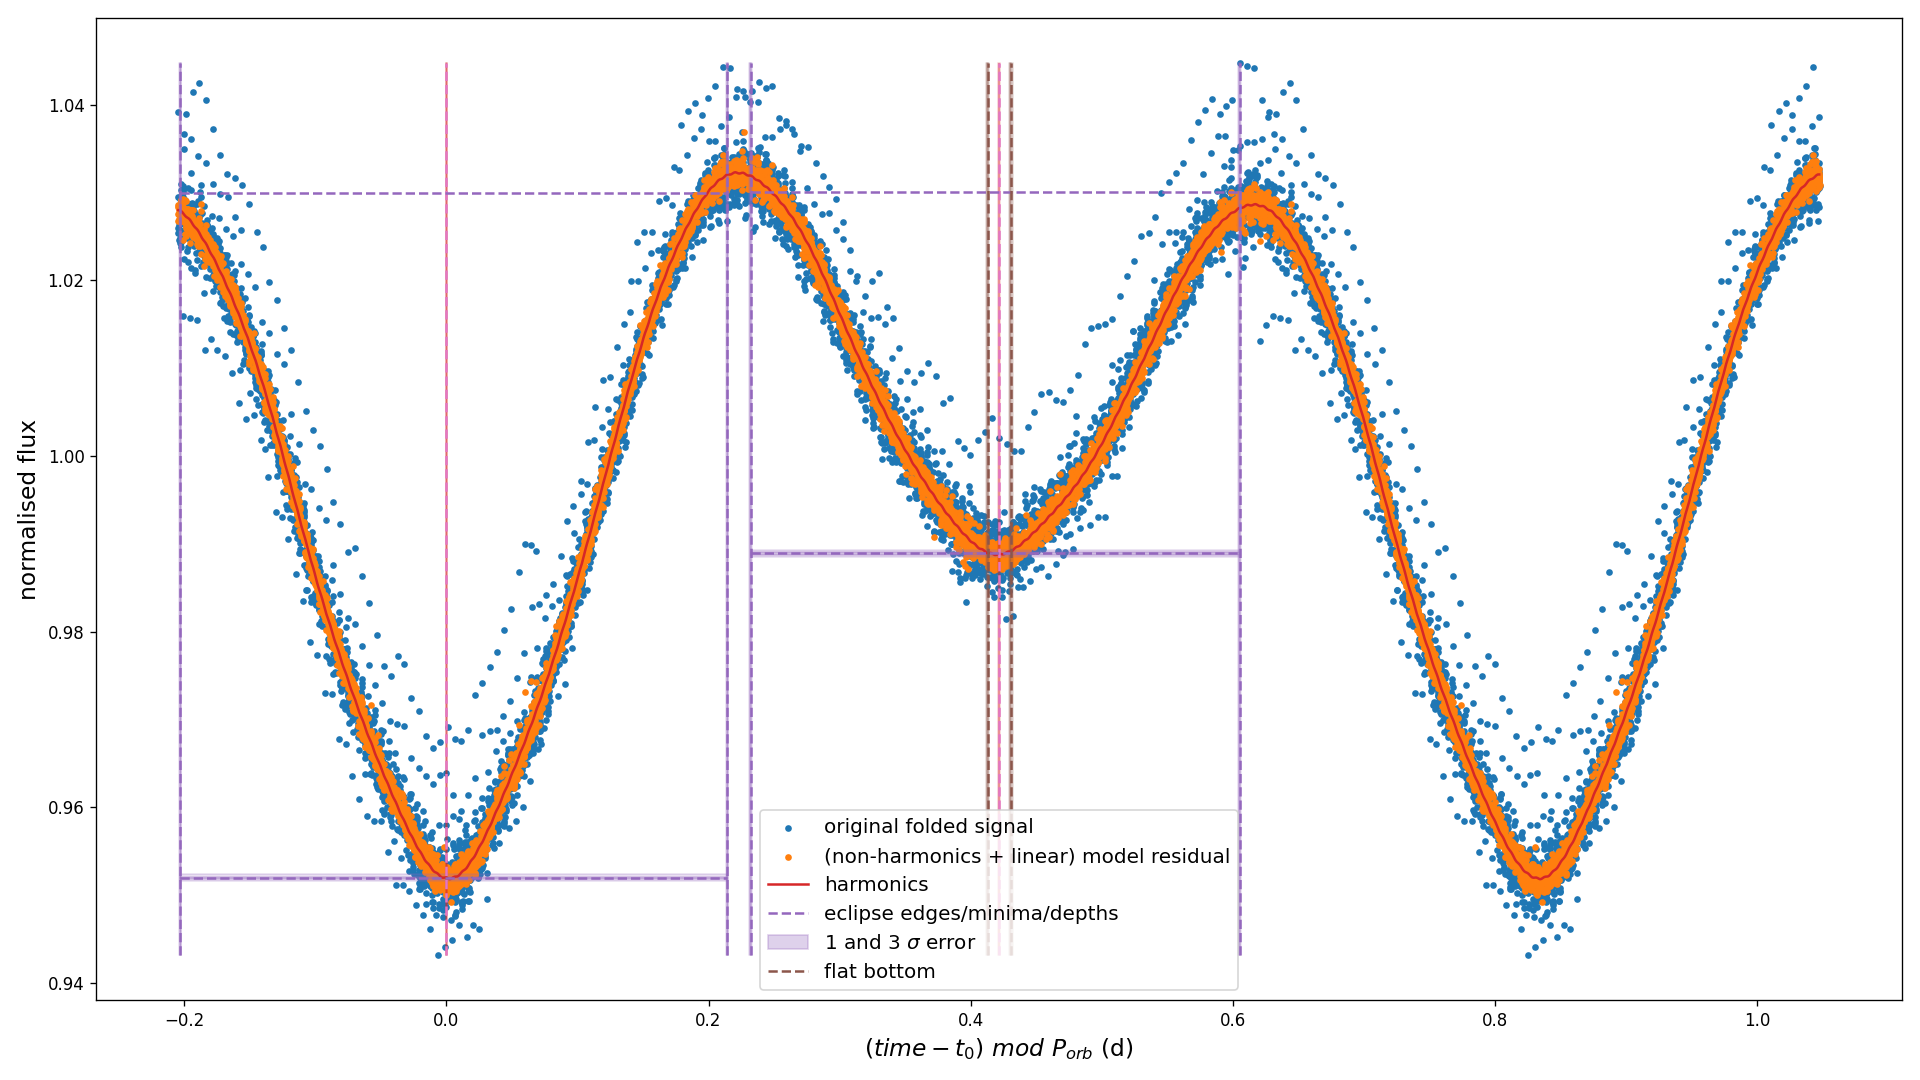 normalised flux
1.04
1.02
1.00
0.98
0.96
0.94
original folded signal
(non-harmonics + linear) model residual
harmonics
eclipse edges/minima/depths
1 and 3 σ error
flat bottom
−0.2 0.0 0.2 0.4 0.6 0.8 1.0
(time − t₀) mod P_orb (d)